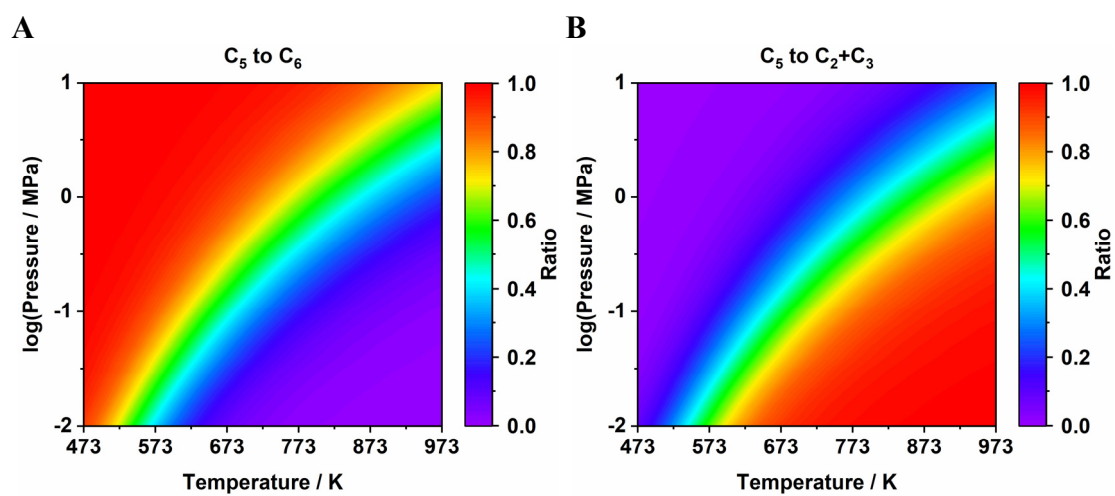 A
C₅ to C₆
log(Pressure / MPa)
1
0
-1
-2
473 573 673 773 873 973
Temperature / K
1.0
0.8
0.6
0.4
0.2
0.0
Ratio
B
C₅ to C₂+C₃
log(Pressure / MPa)
1
0
-1
-2
473 573 673 773 873 973
Temperature / K
1.0
0.8
0.6
0.4
0.2
0.0
Ratio